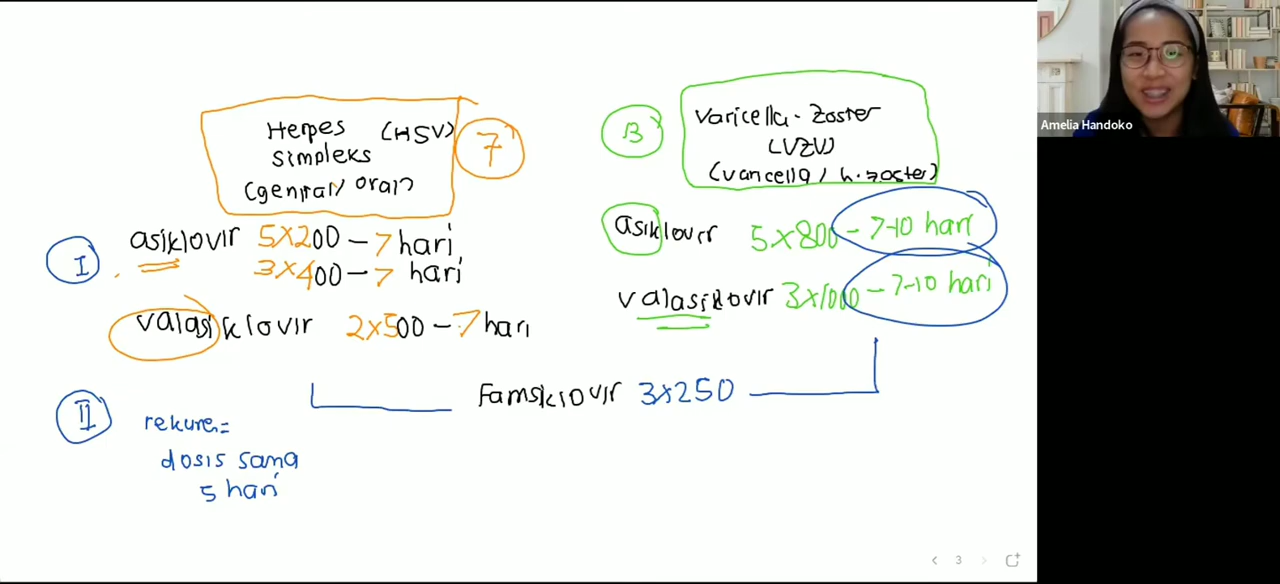 Herpes (HSV)
simpleks
(genital/ oral)
7
I
asiklovir 5x200 – 7 hari
3x400 – 7 hari
valasiklovir 2x500 – 7 hari
B
varicella - zoster
(VZV)
(varicella / h. zoster)
asiklovir 5x800 – 7-10 hari
valasiklovir 3x1000 – 7-10 hari
Famsiklovir 3x250
II
rekuren=
dosis sama
5 hari
Amelia Handoko
3